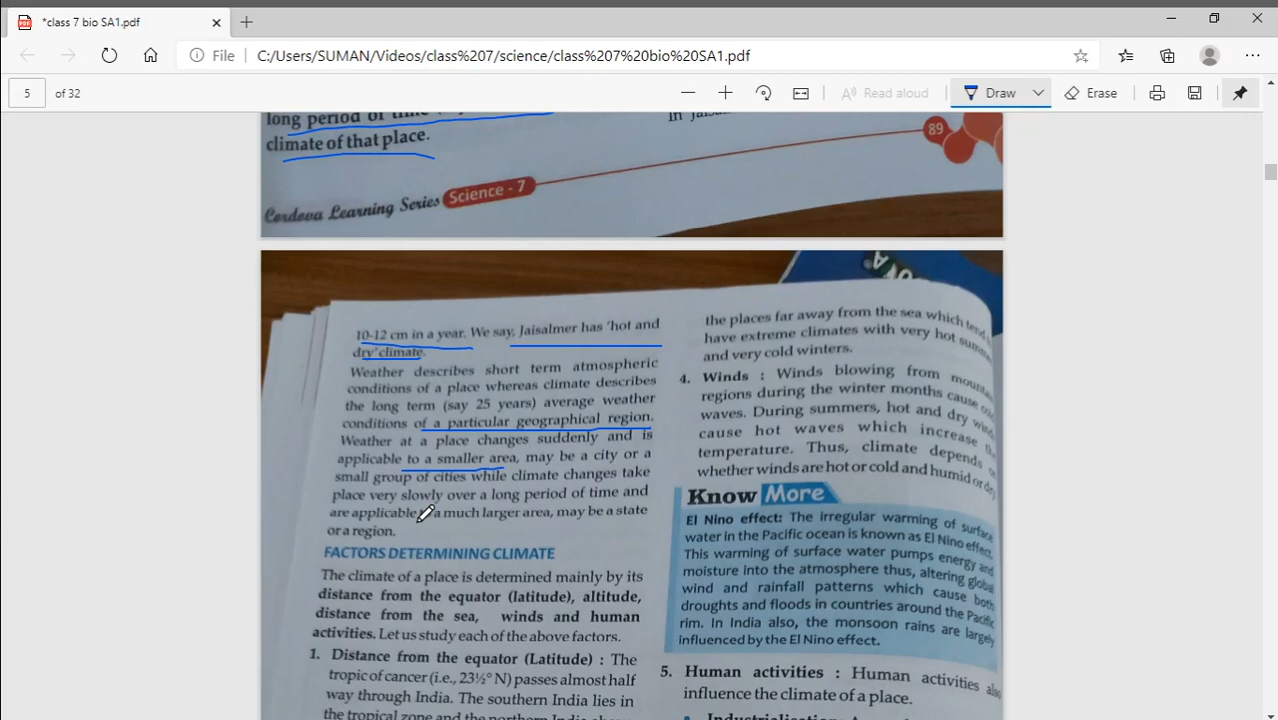 *class 7 bio SA1.pdf
File
C:/Users/SUMAN/Videos/class%207/science/class%207%20bio%20SA1.pdf
5 of 32
Read aloud
Draw
Erase
long period of time
climate of that place.
in Jaisal
89
Cordova Learning Series Science - 7
10-12 cm in a year. We say, Jaisalmer has 'hot and
dry' climate.
Weather describes short term atmospheric
conditions of a place whereas climate describes
the long term (say 25 years) average weather
conditions of a particular geographical region.
Weather at a place changes suddenly and is
applicable to a smaller area, may be a city or a
small group of cities while climate changes take
place very slowly over a long period of time and
are applicable a much larger area, may be a state
or a region.
FACTORS DETERMINING CLIMATE
The climate of a place is determined mainly by its
distance from the equator (latitude), altitude,
distance from the sea, winds and human
activities. Let us study each of the above factors.
1. Distance from the equator (Latitude) : The
tropic of cancer (i.e., 23½° N) passes almost half
way through India. The southern India lies in
the tropical zone and the northern India
the places far away from the sea which tend
have extreme climates with very hot
and very cold winters.
4. Winds : Winds blowing from
regions during the winter months cause
waves. During summers, hot and dry
cause hot waves which increase
temperature. Thus, climate depends
whether winds are hot or cold and humid or dry
Know More
El Nino effect: The irregular warming of surface
water in the Pacific ocean is known as El Nino effect.
This warming of surface water pumps energy and
moisture into the atmosphere thus, altering global
wind and rainfall patterns which cause both
droughts and floods in countries around the Pacific
rim. In India also, the monsoon rains are largely
influenced by the El Nino effect.
5. Human activities : Human activities also
influence the climate of a place.
• Industrialisation